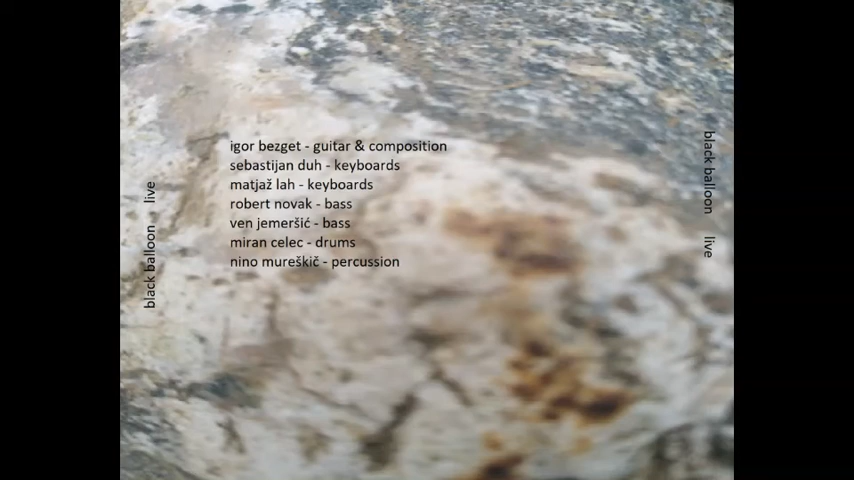 igor bezget - guitar & composition
sebastijan duh - keyboards
matjaž lah - keyboards
robert novak - bass
ven jemeršić - bass
miran celec - drums
nino mureškič - percussion
black balloon live
black balloon live